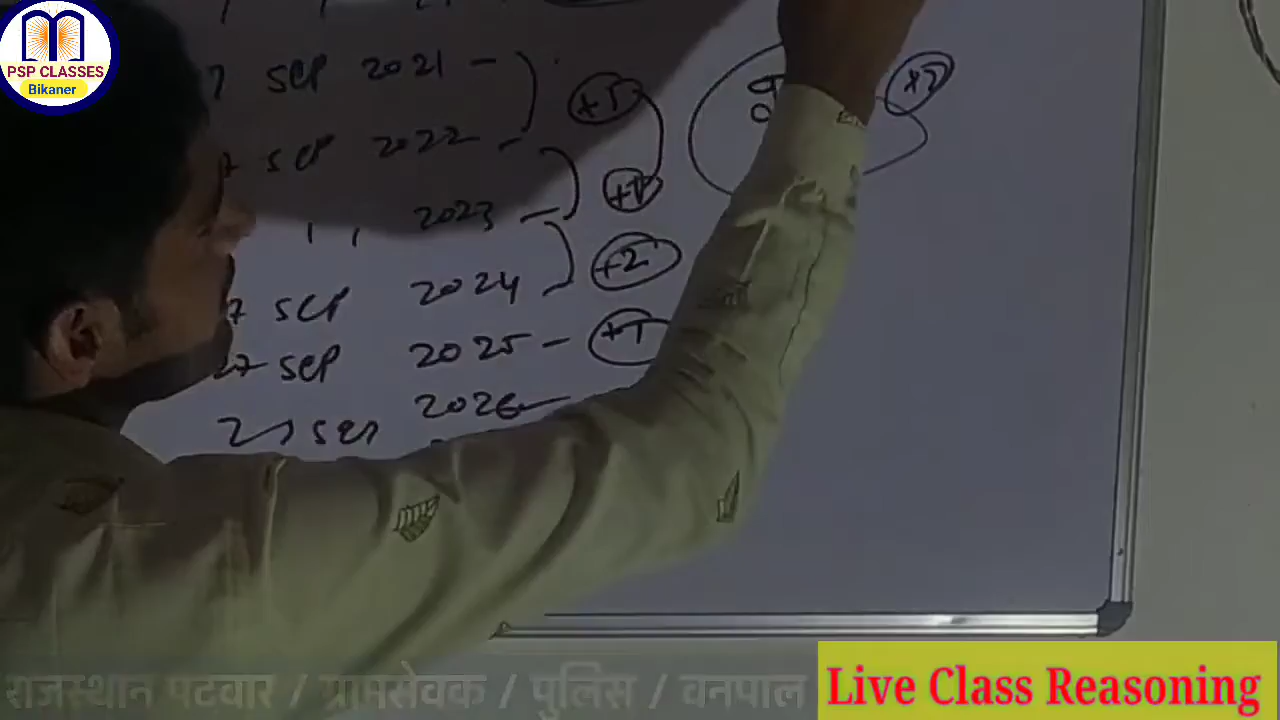 PSP CLASSES
Bikaner
7 SEP 2021 -
+1
+2
7 SEP 2022 -
+1
" 2023 -
7 SEP 2024
+2
27 SEP 2025 -
+1
27 SEP 2026
राजस्थान पटवार / ग्रामसेवक / पुलिस / वनपाल
Live Class Reasoning